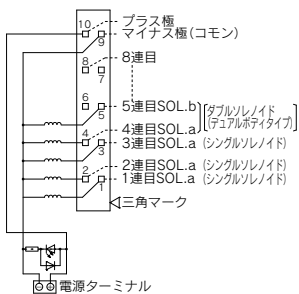 10
プラス極
9
マイナス極(コモン)
8
8連目
7
6
5
5連目SOL.b
ダブルソレノイド
(デュアルボディタイプ)
4連目SOL.a
4
3
3連目SOL.a (シングルソレノイド)
2連目SOL.a (シングルソレノイド)
2
1
1連目SOL.a (シングルソレノイド)
三角マーク
電源ターミナル